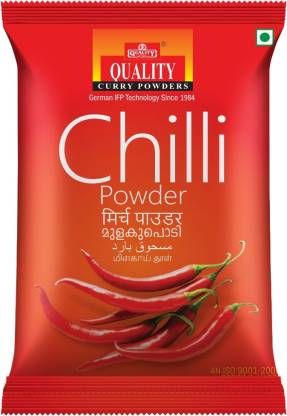 QUALITY
QUALITY
CURRY POWDERS
German IFP Technology Since 1984
Chilli
Powder
मिर्च पाउडर
മുളകുപൊടി
مسحوق بارد
மிளகாய் தூள்
AN ISO 9001-200